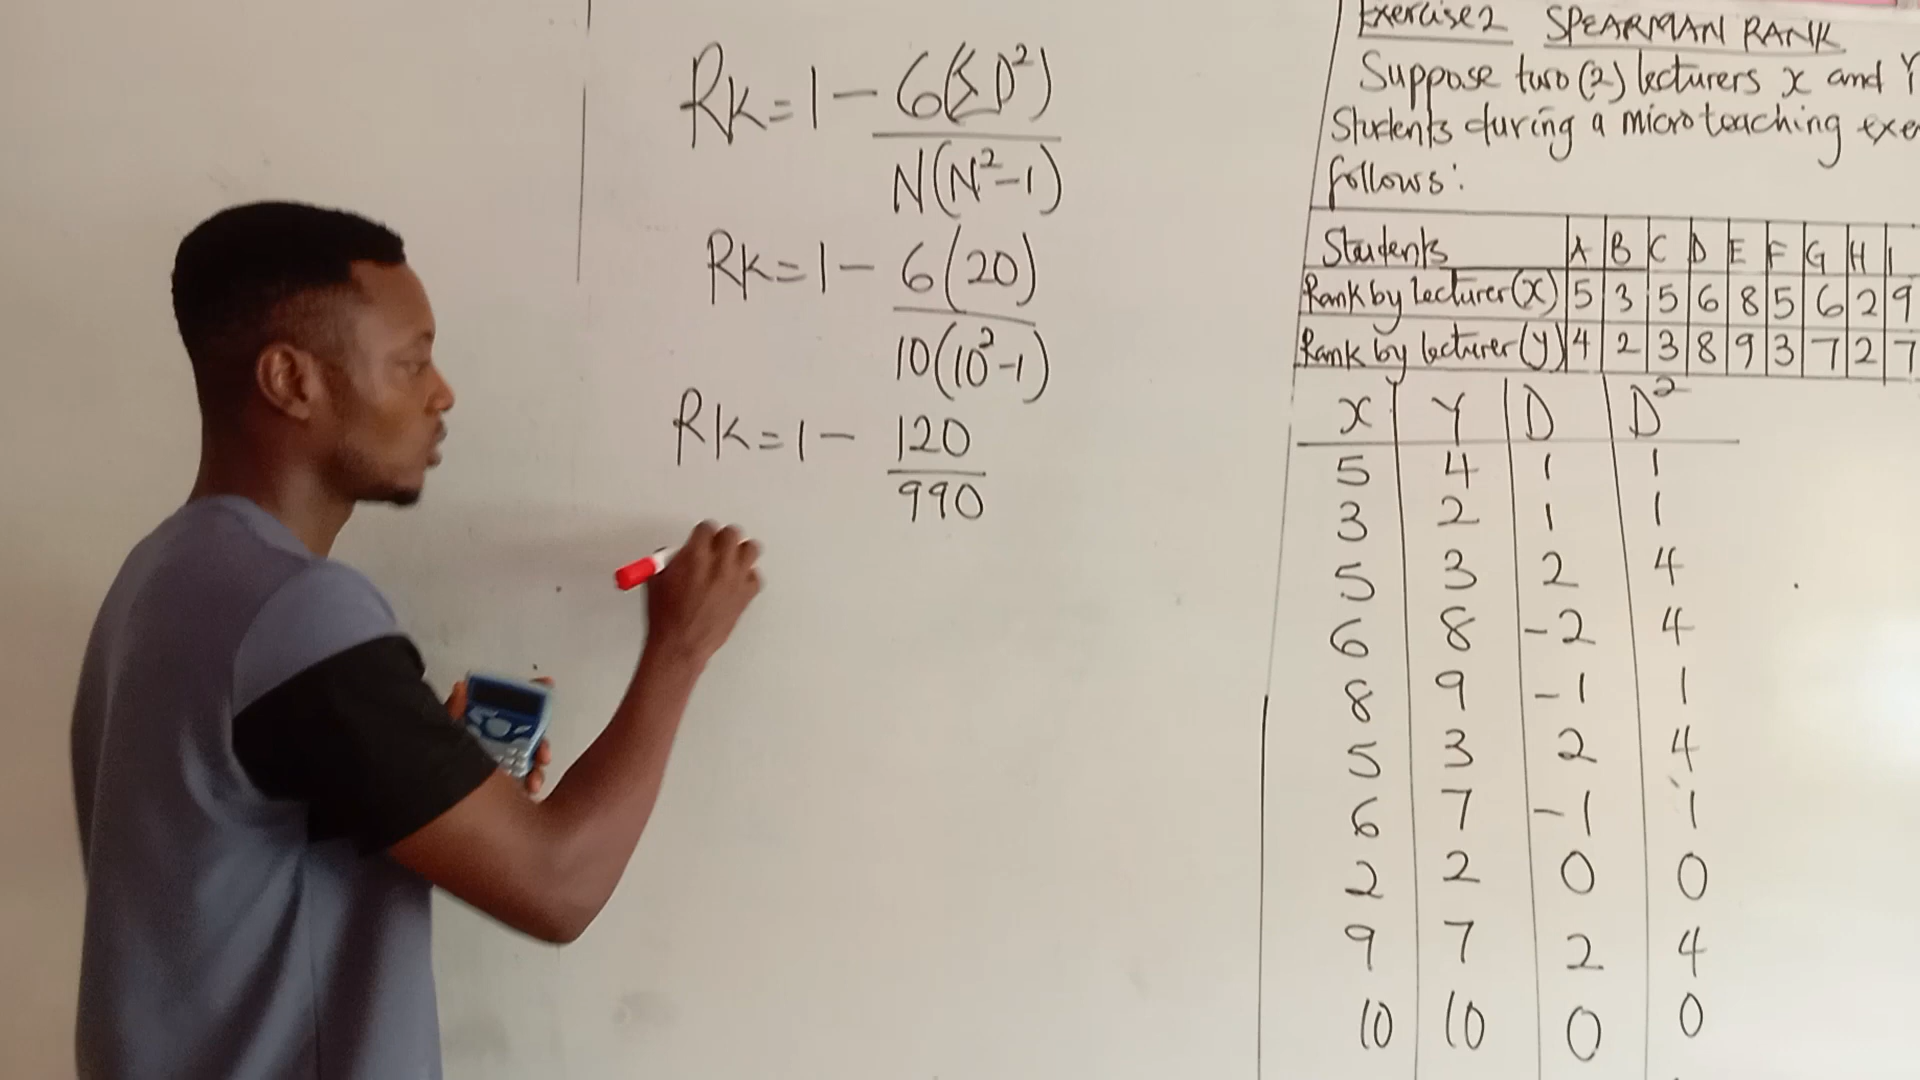 Rk=1-6(ΣD²)
N(N²-1)
Rk=1-6(20)
10(10²-1)
Rk=1-120
990
Exercise2 SPEARMAN RANK
Suppose two(2) lecturers x and Y
Students during a microteaching exe
follows:
Students A B C D E F G H I
Rank by lecturer(x) 5 3 5 6 8 5 6 2 9
Rank by lecturer(y) 4 2 3 8 9 3 7 2 7
x Y D D²
5 4 1 1
3 2 1 1
5 3 2 4
6 8 -2 4
8 9 -1 1
5 3 2 4
6 7 -1 1
2 2 0 0
9 7 2 4
10 10 0 0